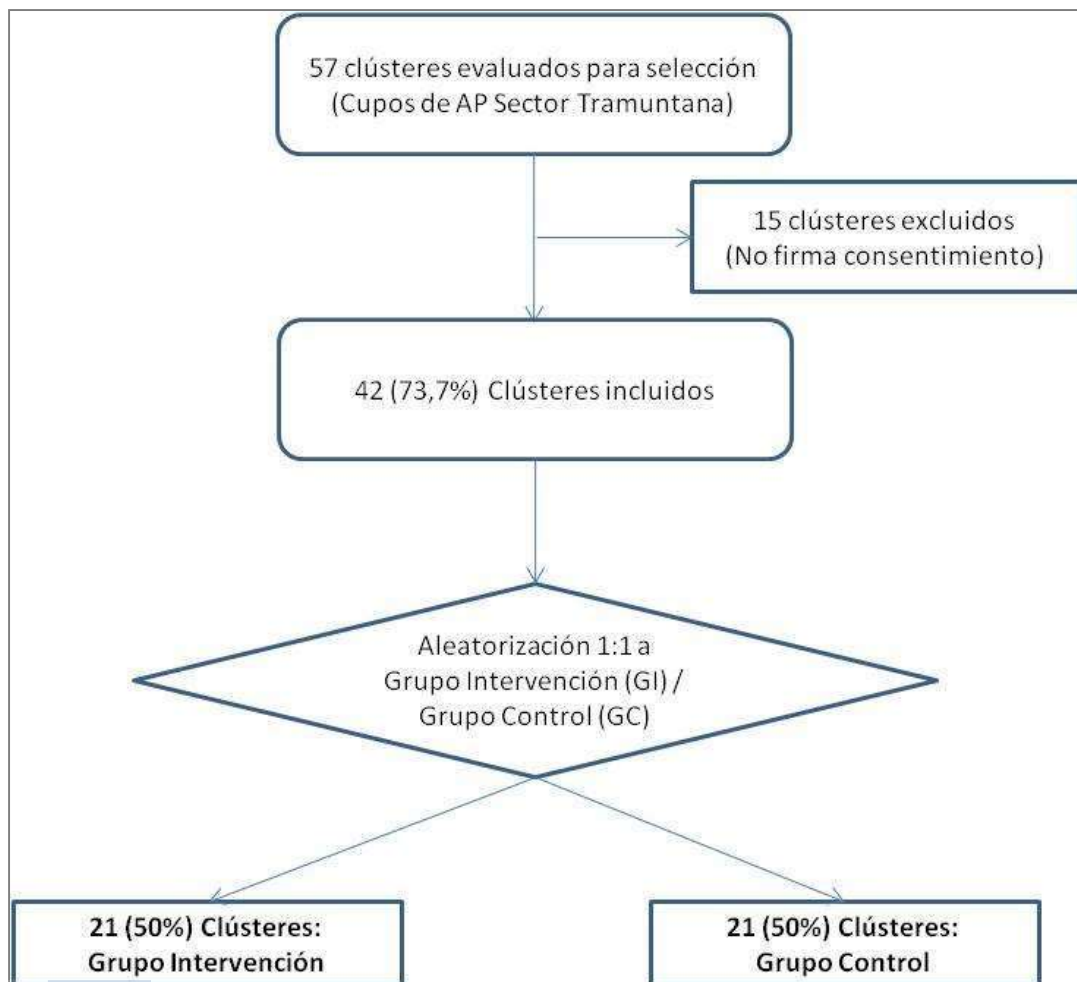 57 clústeres evaluados para selección
(Cupos de AP Sector Tramuntana)
15 clústeres excluidos
(No firma consentimiento)
42 (73,7%) Clústeres incluidos
Aleatorización 1:1 a
Grupo Intervención (GI) /
Grupo Control (GC)
21 (50%) Clústeres:
Grupo Intervención
21 (50%) Clústeres:
Grupo Control